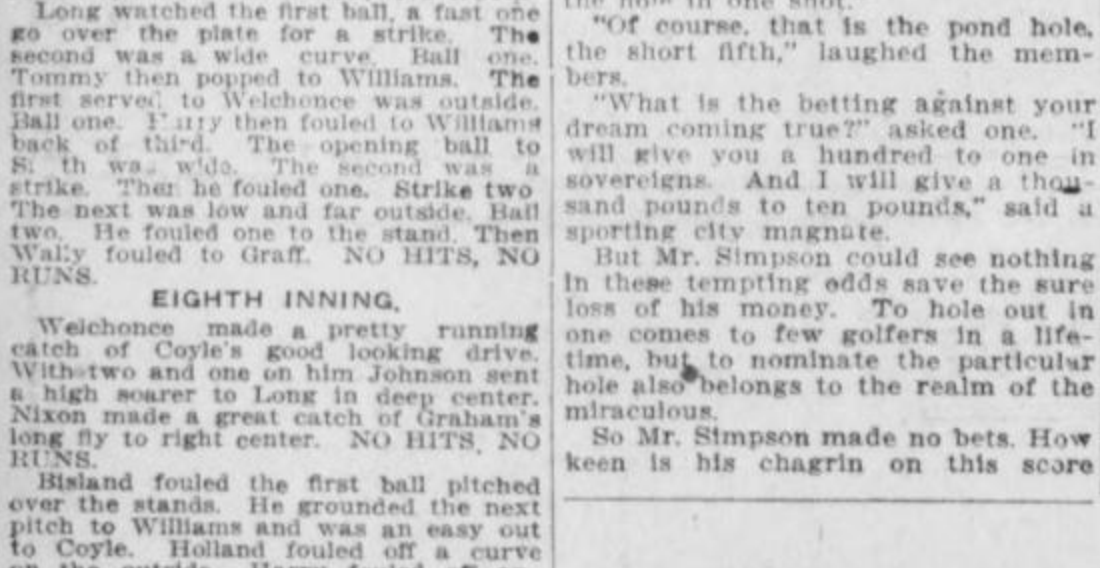 Long watched the first ball, a fast one
go over the plate for a strike. The
second was a wide curve. Ball one.
Tommy then popped to Williams. The
first served to Welchonce was outside.
Ball one. then fouled to Williams
back of third. The opening ball to
was wide. The second was a
strike. Then he fouled one. Strike two
The next was low and far outside. Ball
two. He fouled one to the stand. Then
Wally fouled to Graff. NO HITS, NO
RUNS.
EIGHTH INNING.
Welchonce made a pretty running
catch of Coyle's good looking drive.
With two and one on him Johnson sent
a high soarer to Long in deep center.
Nixon made a great catch of Graham's
long fly to right center. NO HITS, NO
RUNS.
Bisland fouled the first ball pitched
over the stands. He grounded the next
pitch to Williams and was an easy out
to Coyle. Holland fouled off a curve
the hole in one shot.
"Of course, that is the pond hole,
the short fifth," laughed the mem-
bers.
"What is the betting against your
dream coming true?" asked one. "I
will give you a hundred to one in
sovereigns. And I will give a thou-
sand pounds to ten pounds," said a
sporting city magnate.
But Mr. Simpson could see nothing
in these tempting odds save the sure
loss of his money. To hole out in
one comes to few golfers in a life-
time, but to nominate the particular
hole also belongs to the realm of the
miraculous.
So Mr. Simpson made no bets. How
keen is his chagrin on this score